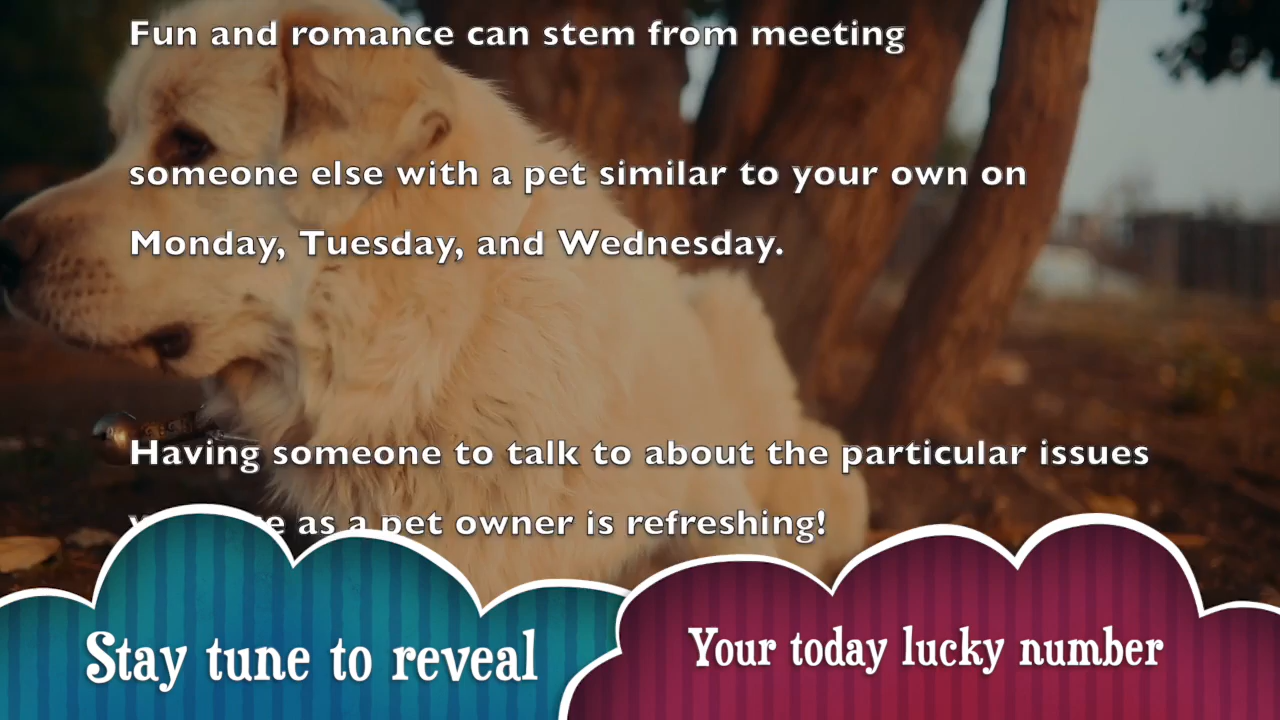 Fun and romance can stem from meeting
someone else with a pet similar to your own on
Monday, Tuesday, and Wednesday.
Having someone to talk to about the particular issues
as a pet owner is refreshing!
Stay tune to reveal
Your today lucky number